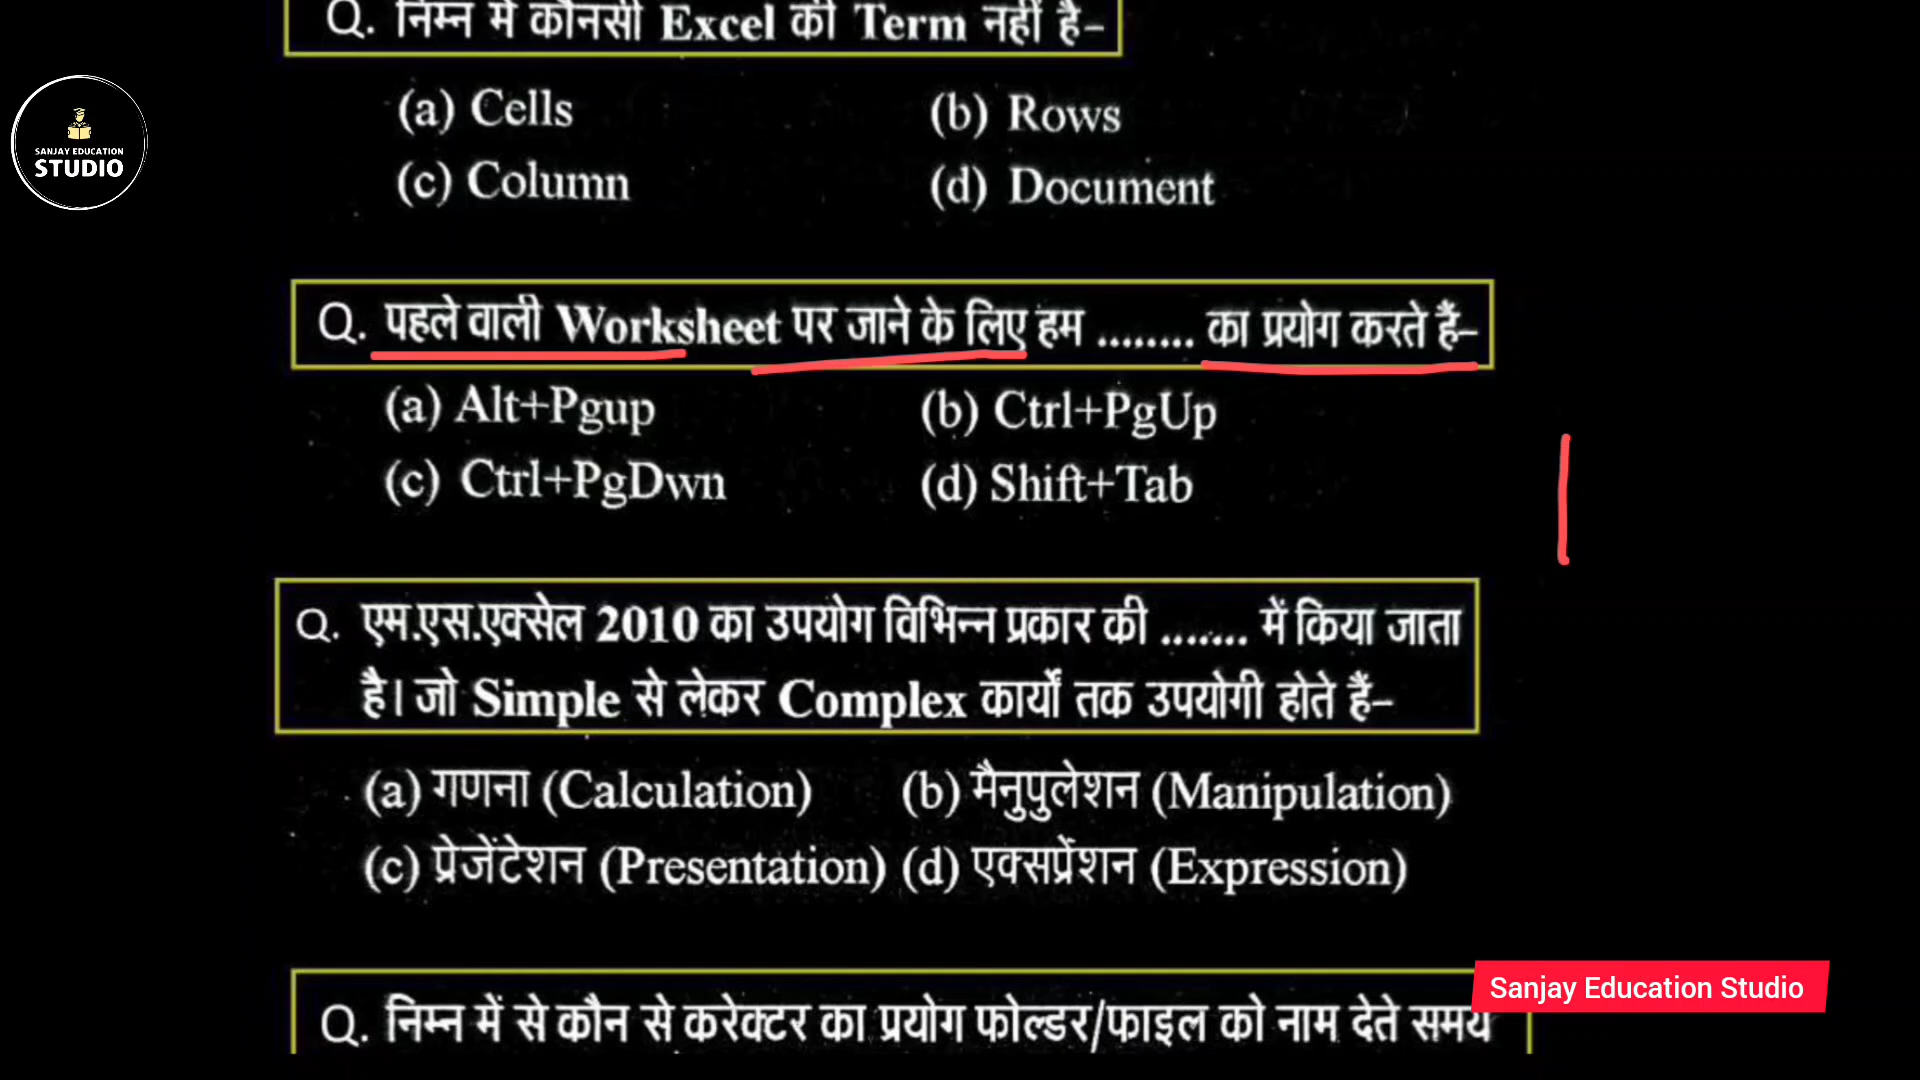 Q. निम्न में कौनसी Excel की Term नहीं है–
(a) Cells (b) Rows
SANJAY EDUCATION
STUDIO
(c) Column (d) Document
Q. पहले वाली Worksheet पर जाने के लिए हम ........ का प्रयोग करते हैं–
(a) Alt+Pgup (b) Ctrl+PgUp
(c) Ctrl+PgDwn (d) Shift+Tab
Q. एम.एस.एक्सेल 2010 का उपयोग विभिन्न प्रकार की ....... में किया जाता
है। जो Simple से लेकर Complex कार्यों तक उपयोगी होते हैं–
(a) गणना (Calculation) (b) मैनुपुलेशन (Manipulation)
(c) प्रेजेंटेशन (Presentation) (d) एक्सप्रेंशन (Expression)
Sanjay Education Studio
Q. निम्न में से कौन से करेक्टर का प्रयोग फोल्डर/फाइल को नाम देते समय